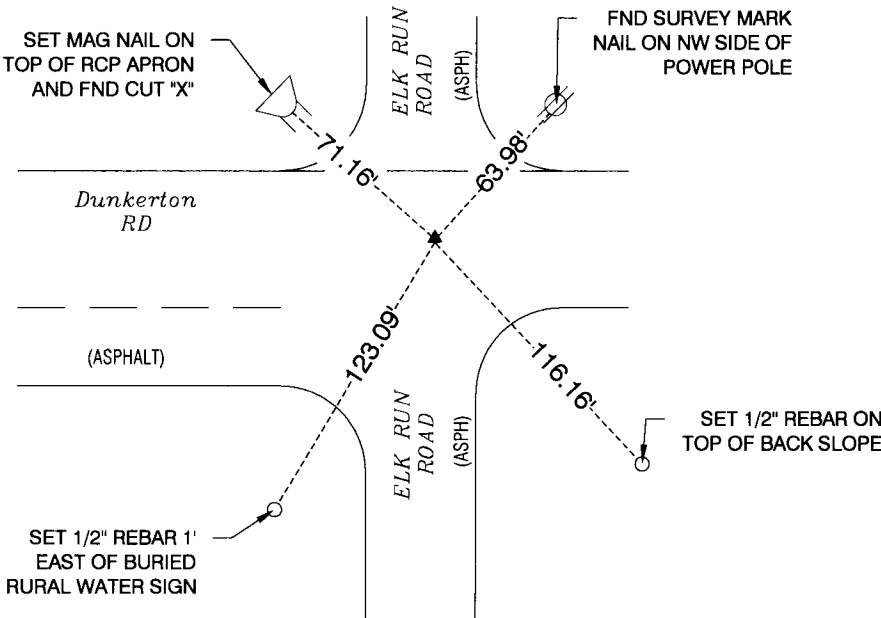 SET MAG NAIL ON
TOP OF RCP APRON
AND FND CUT "X"
ELK RUN
ROAD
(ASPH)
FND SURVEY MARK
NAIL ON NW SIDE OF
POWER POLE
71.16'
63.98'
Dunkerton
RD
123.09'
116.16'
(ASPHALT)
ELK RUN
ROAD
(ASPH)
SET 1/2" REBAR ON
TOP OF BACK SLOPE
SET 1/2" REBAR 1'
EAST OF BURIED
RURAL WATER SIGN